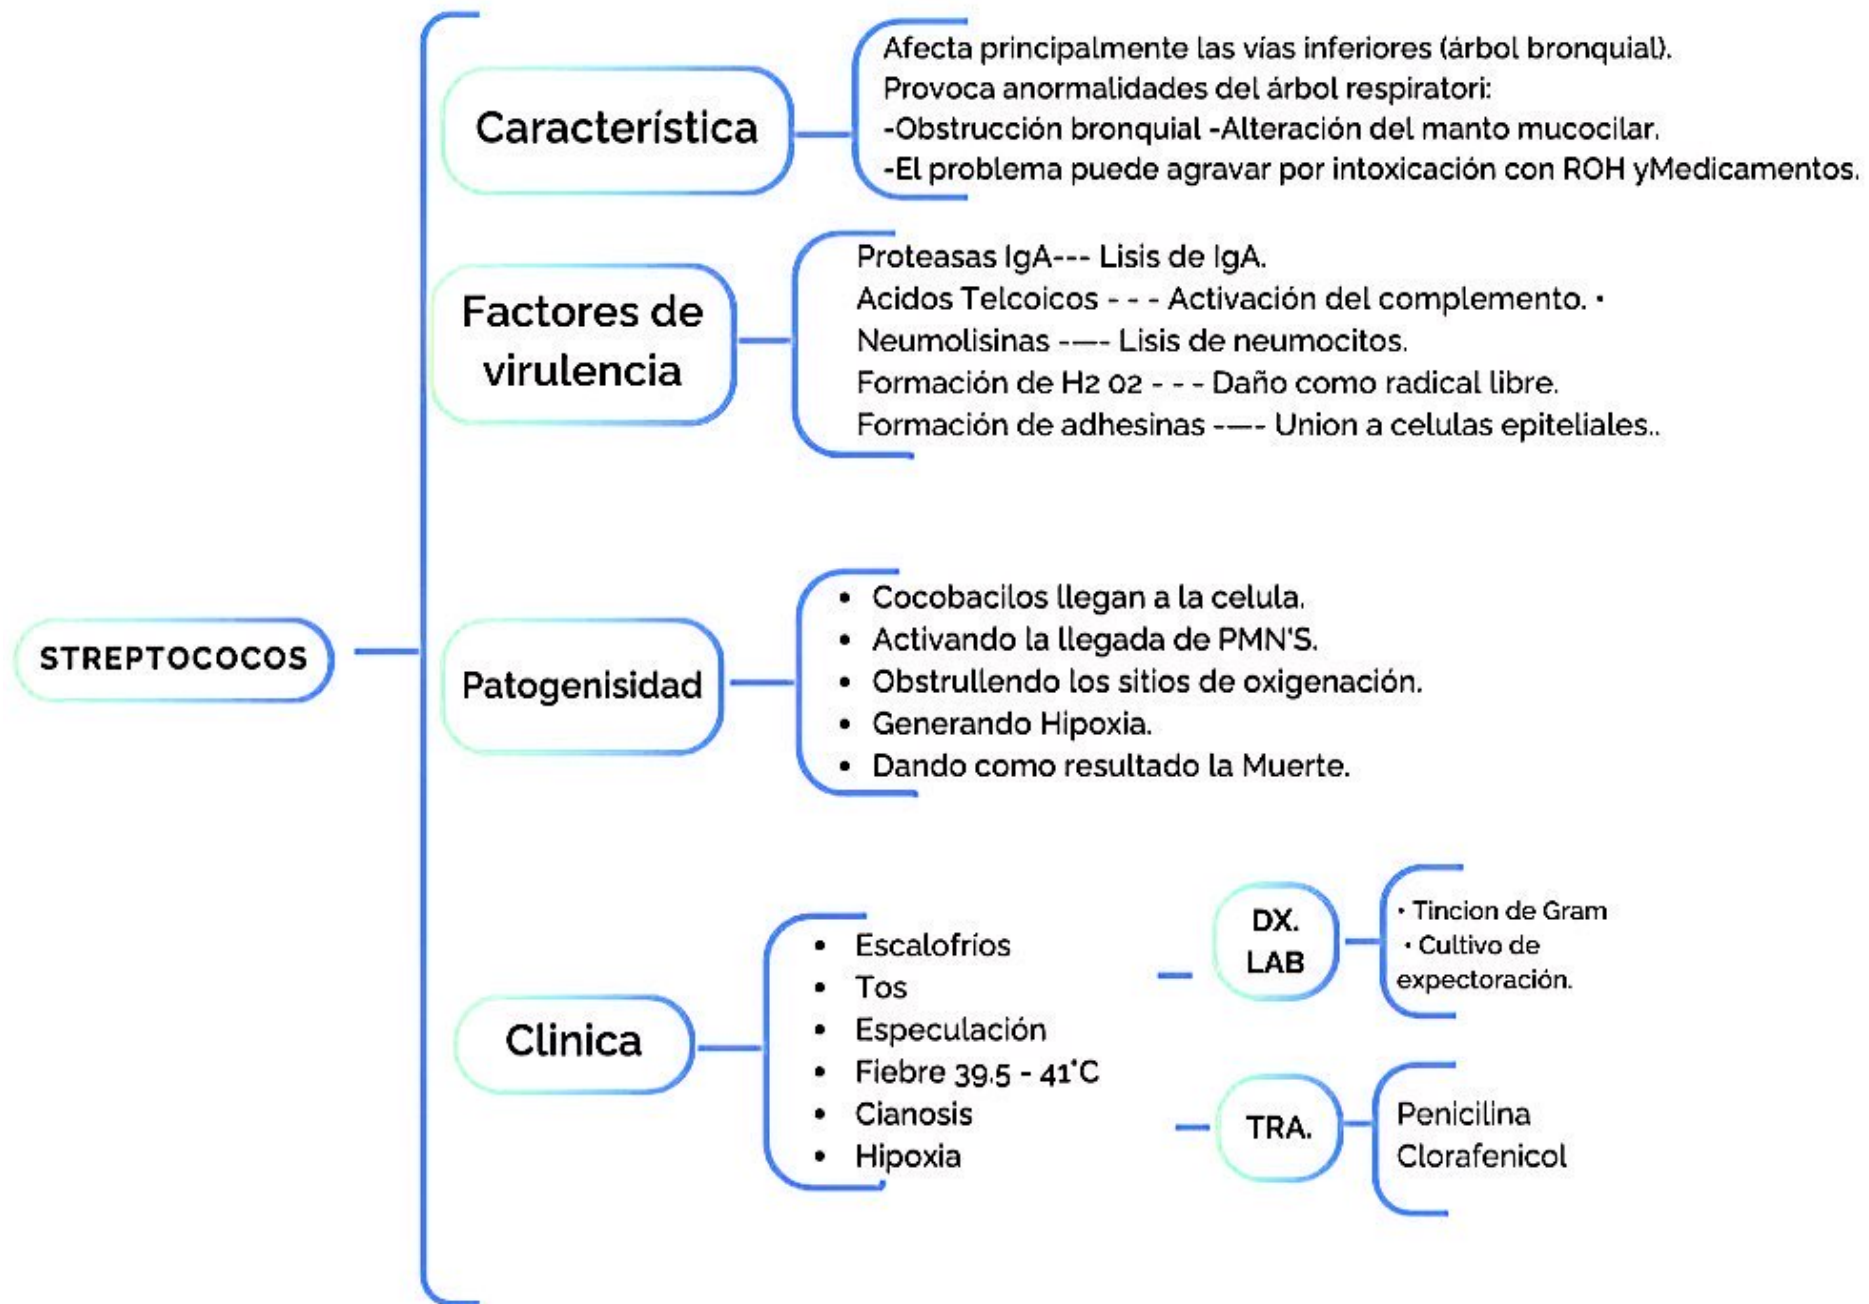 STREPTOCOCOS
Característica
Afecta principalmente las vías inferiores (árbol bronquial).
Provoca anormalidades del árbol respiratori:
-Obstrucción bronquial -Alteración del manto mucocilar.
-El problema puede agravar por intoxicación con ROH yMedicamentos.
Factores de
virulencia
Proteasas IgA--- Lisis de IgA.
Acidos Telcoicos - - - Activación del complemento. •
Neumolisinas -—- Lisis de neumocitos.
Formación de H2 02 - - - Daño como radical libre.
Formación de adhesinas -—- Union a celulas epiteliales..
Patogenisidad
• Cocobacilos llegan a la celula.
• Activando la llegada de PMN'S.
• Obstrullendo los sitios de oxigenación.
• Generando Hipoxia.
• Dando como resultado la Muerte.
Clinica
• Escalofríos
• Tos
• Especulación
• Fiebre 39.5 - 41°C
• Cianosis
• Hipoxia
DX.
LAB
• Tincion de Gram
• Cultivo de
expectoración.
TRA.
Penicilina
Clorafenicol